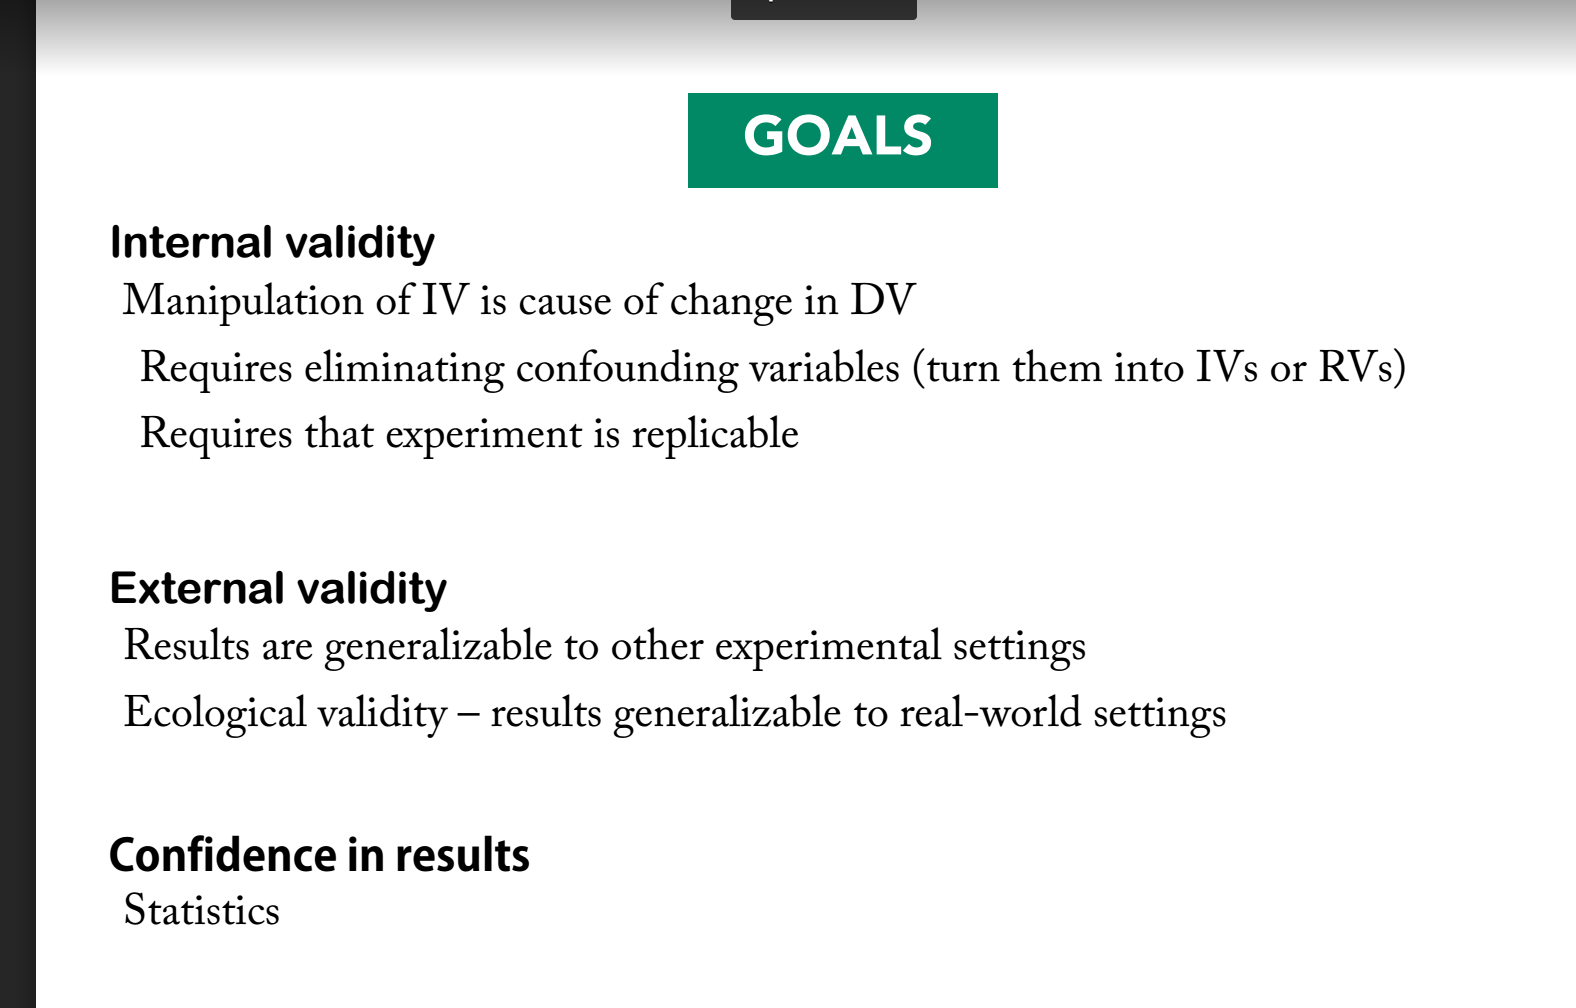 GOALS
Internal validity
Manipulation of IV is cause of change in DV
Requires eliminating confounding variables (turn them into IVs or RVs)
Requires that experiment is replicable
External validity
Results are generalizable to other experimental settings
Ecological validity – results generalizable to real-world settings
Confidence in results
Statistics